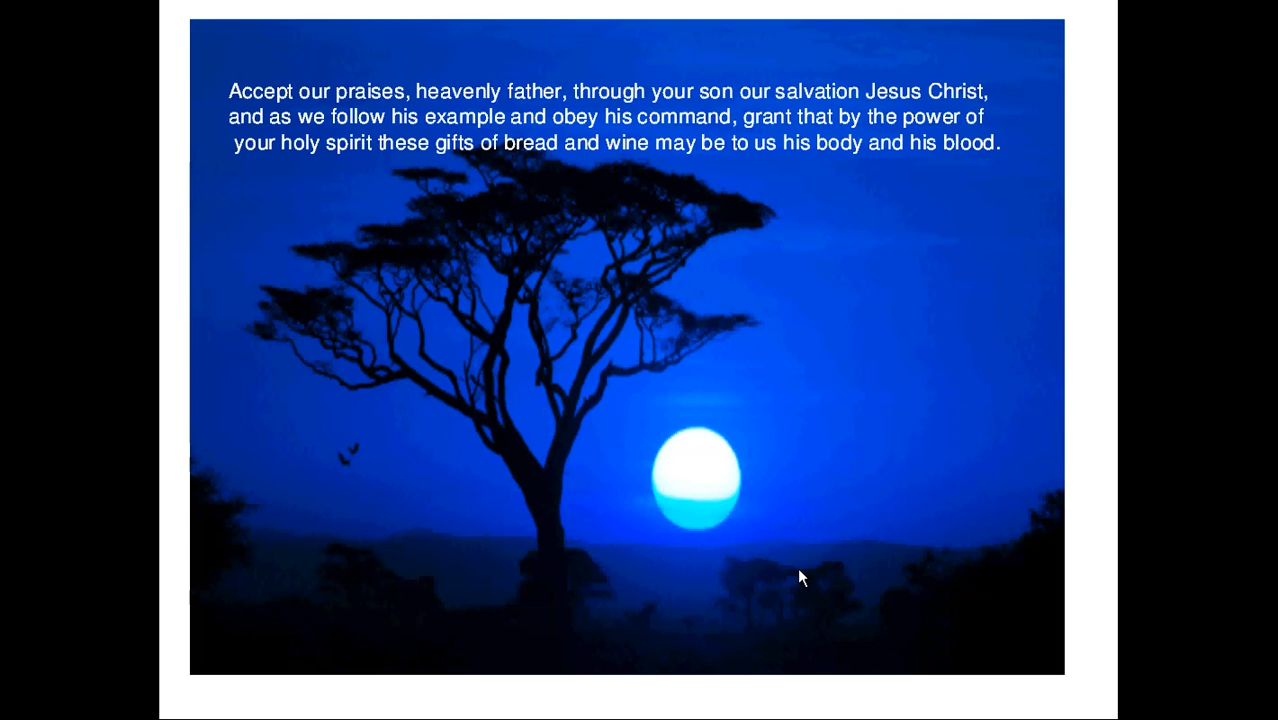 Accept our praises, heavenly father, through your son our salvation Jesus Christ,
and as we follow his example and obey his command, grant that by the power of
your holy spirit these gifts of bread and wine may be to us his body and his blood.